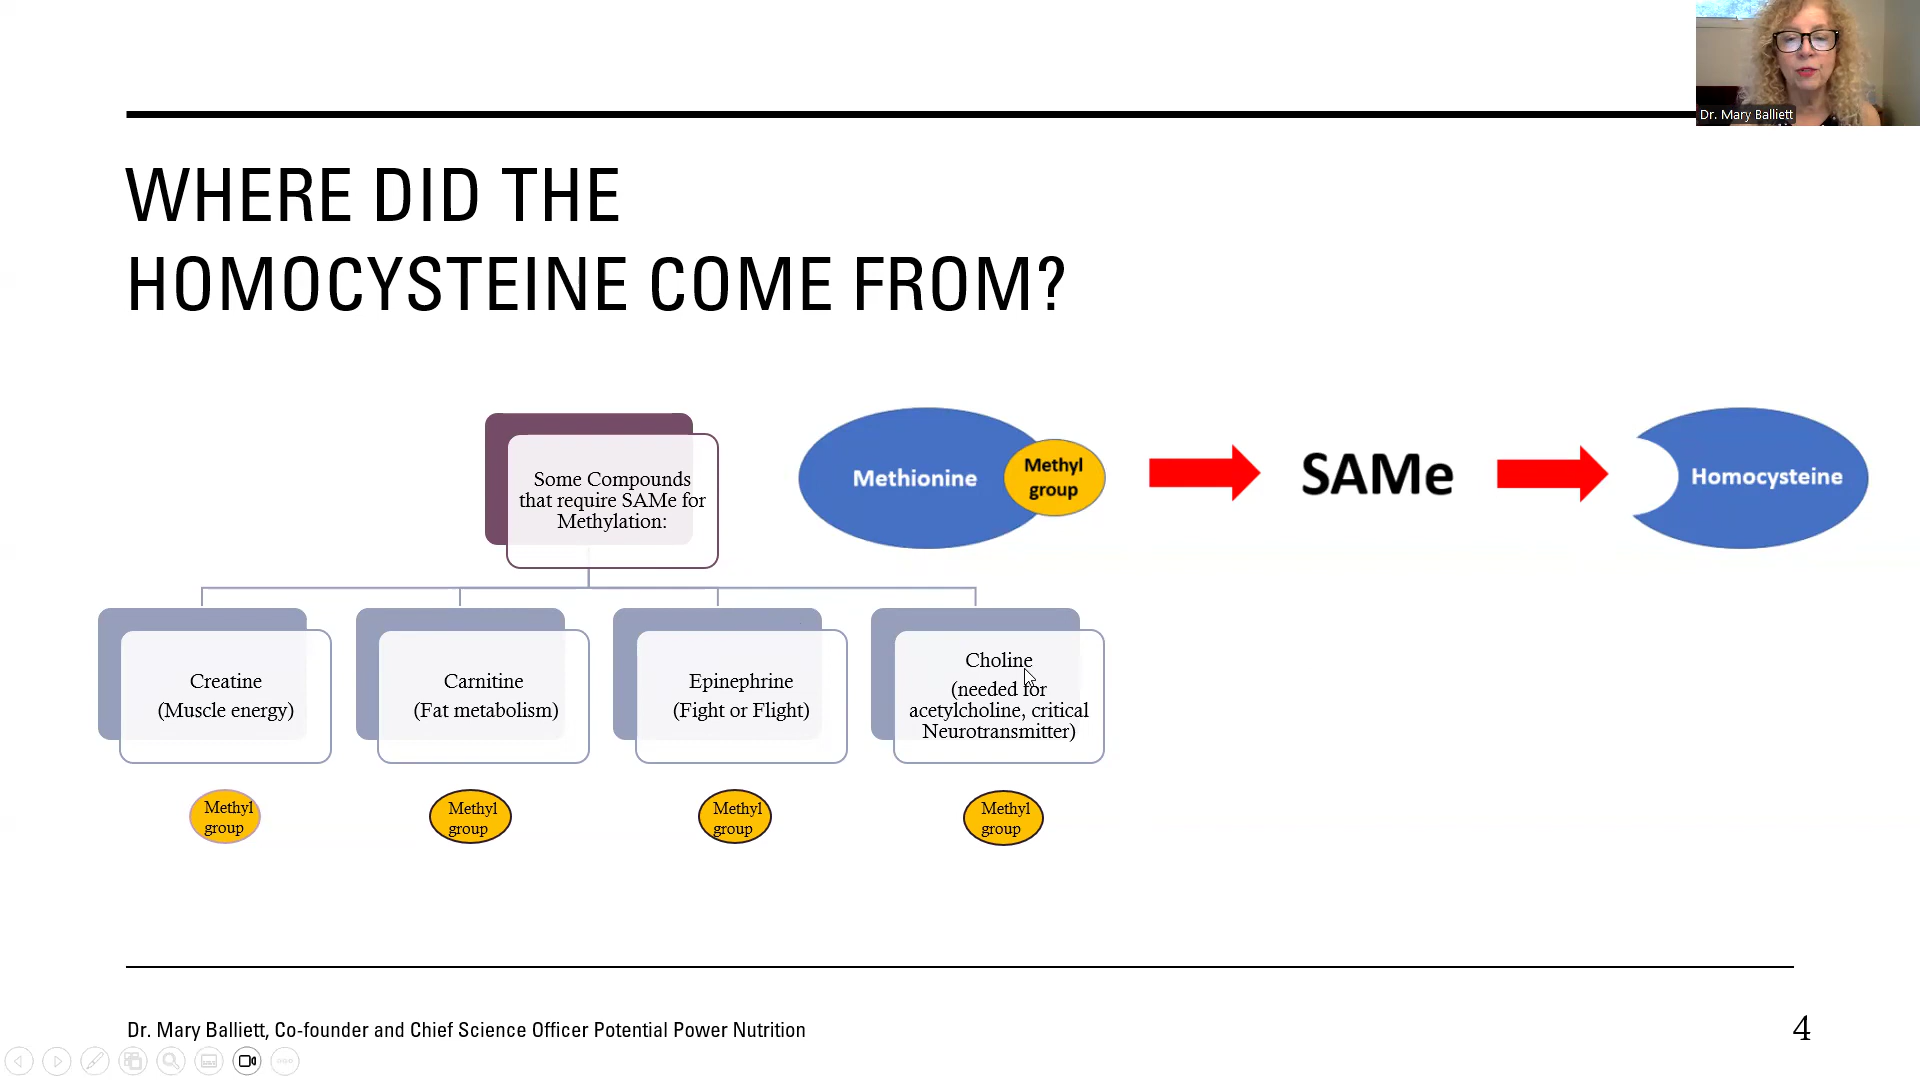 Dr. Mary Balliett
WHERE DID THE
HOMOCYSTEINE COME FROM?
Some Compounds
that require SAMe for
Methylation:
Methionine
Methyl
group
SAMe
Homocysteine
Creatine
(Muscle energy)
Carnitine
(Fat metabolism)
Epinephrine
(Fight or Flight)
Choline
(needed for
acetylcholine, critical
Neurotransmitter)
Methyl
group
Methyl
group
Methyl
group
Methyl
group
Dr. Mary Balliett, Co-founder and Chief Science Officer Potential Power Nutrition
4